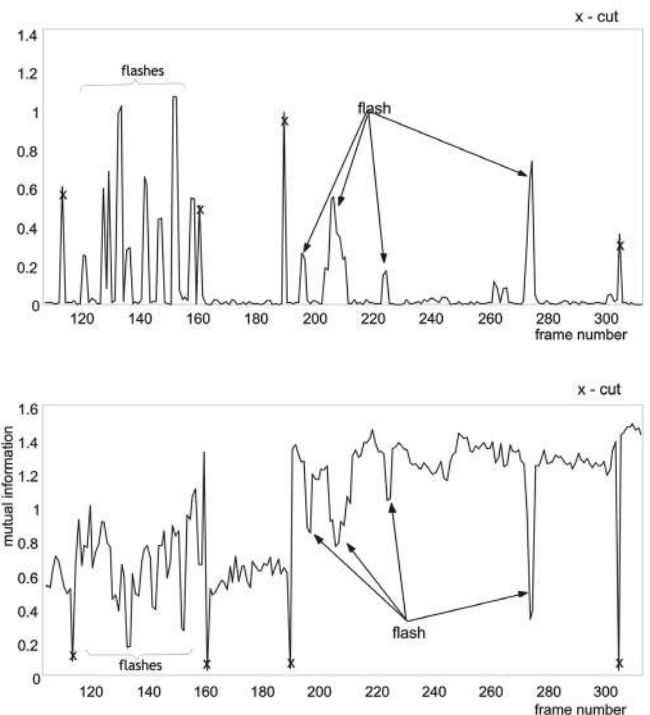 x - cut
1.4
1.2
1
0.8
0.6
0.4
0.2
0
flashes
flash
x
x
x
x
120 140 160 180 200 220 240 260 280 300
frame number
x - cut
mutual information
1.6
1.4
1.2
1
0.8
0.6
0.4
0.2
0
flash
flashes
x
x
x
x
120 140 160 180 200 220 240 260 280 300
frame number